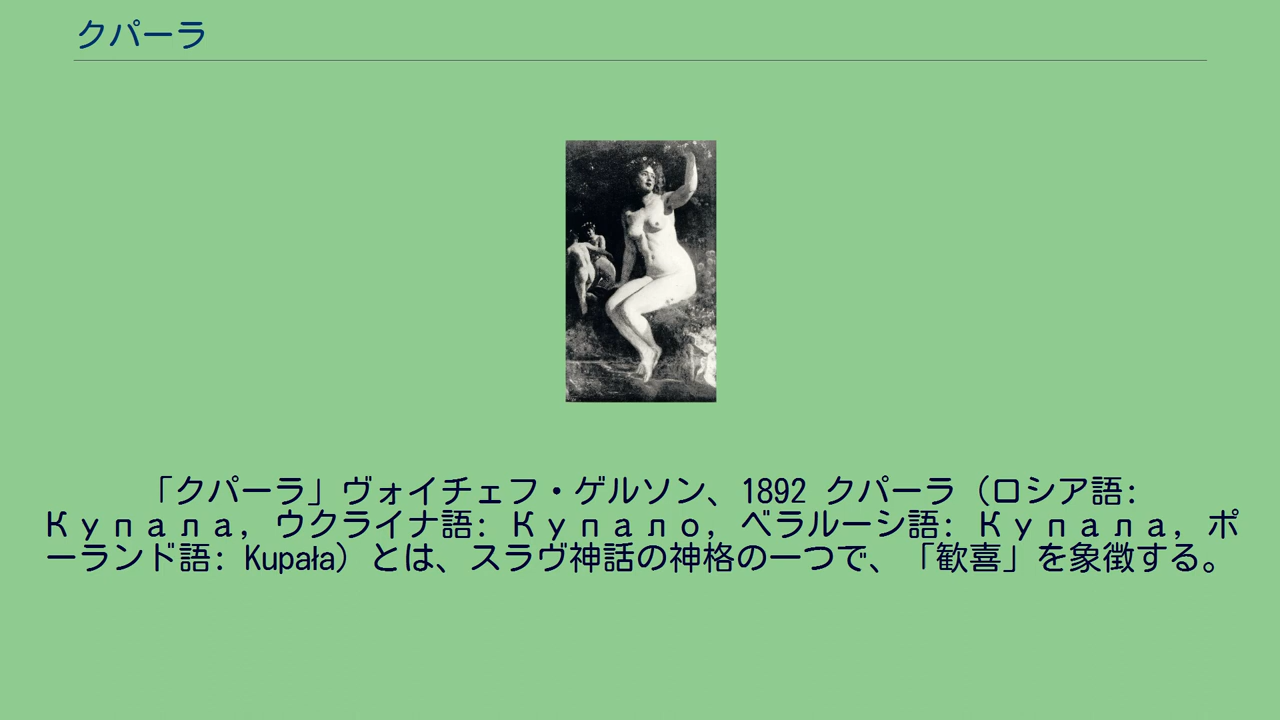 クパーラ
「クパーラ」ヴォイチェフ・ゲルソン、1892 クパーラ（ロシア語:
Купала, ウクライナ語: Купало, ベラルーシ語: Купала, ポ
ーランド語: Kupała）とは、スラヴ神話の神格の一つで、「歓喜」を象徴する。